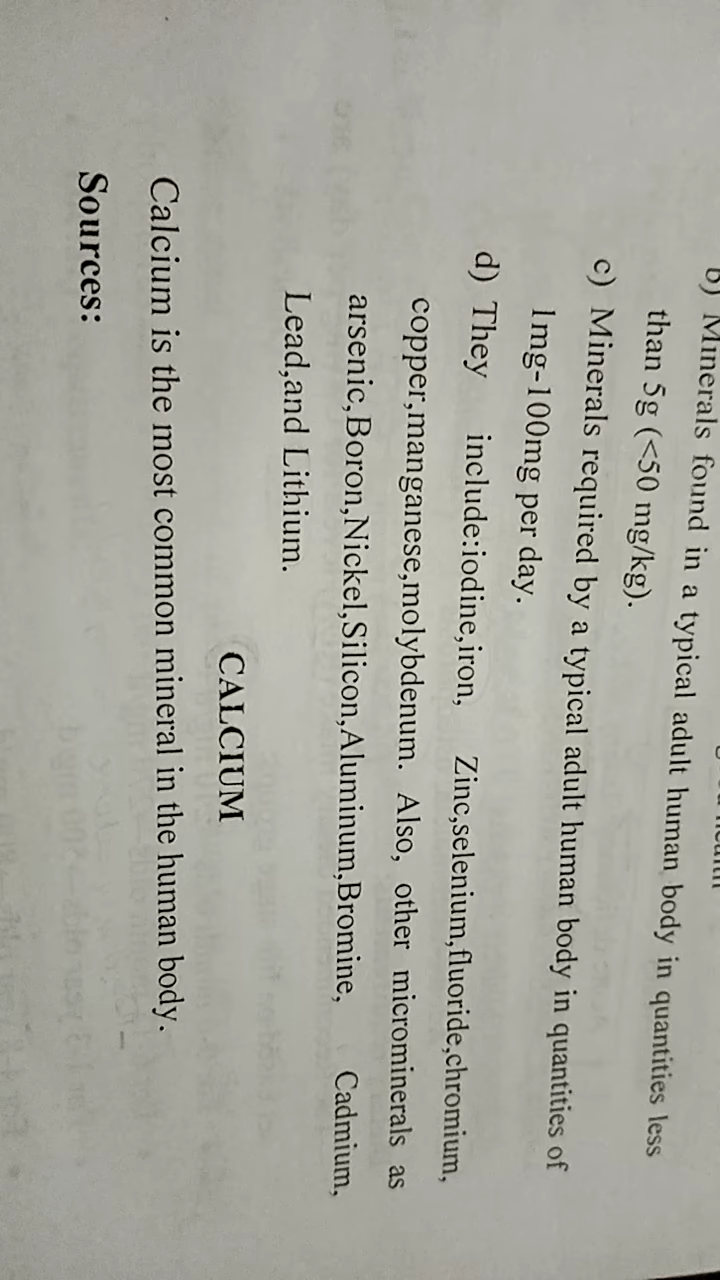 b) Minerals found in a typical adult human body in quantities less
than 5g (<50 mg/kg).
c) Minerals required by a typical adult human body in quantities of
1mg-100mg per day.
d) They include:iodine,iron, Zinc,selenium,fluoride,chromium,
copper,manganese,molybdenum. Also, other microminerals as
arsenic,Boron,Nickel,Silicon,Aluminum,Bromine, Cadmium,
Lead,and Lithium.
CALCIUM
Calcium is the most common mineral in the human body.
Sources: